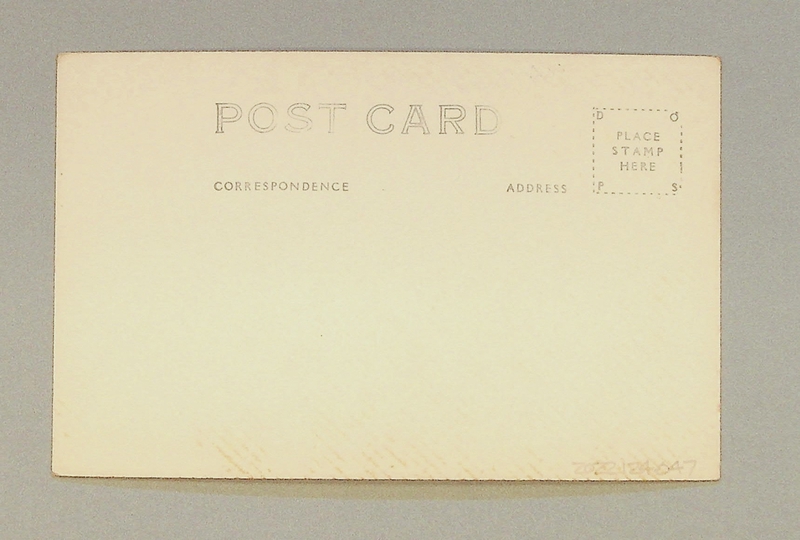 POST CARD
CORRESPONDENCE
ADDRESS
D O
PLACE
STAMP
HERE
P S